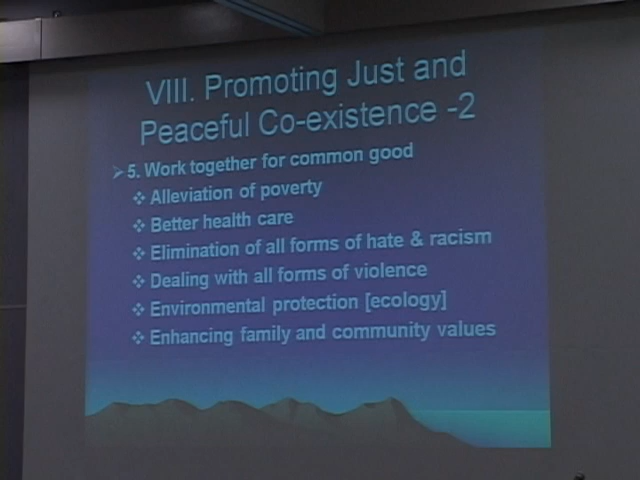 VIII. Promoting Just and
Peaceful Co-existence -2
5. Work together for common good
Alleviation of poverty
Better health care
Elimination of all forms of hate & racism
Dealing with all forms of violence
Environmental protection [ecology]
Enhancing family and community values